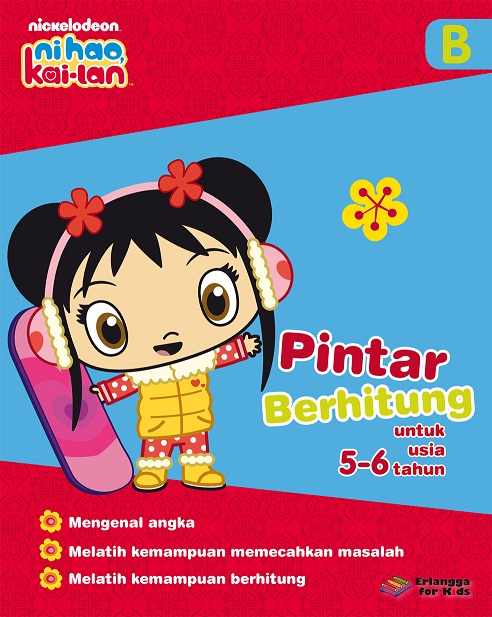 nickelodeon
ni hao,
kai-lan™
B
Pintar
Berhitung
untuk
usia
5-6 tahun
Mengenal angka
Melatih kemampuan memecahkan masalah
Melatih kemampuan berhitung
Erlangga
for Kids